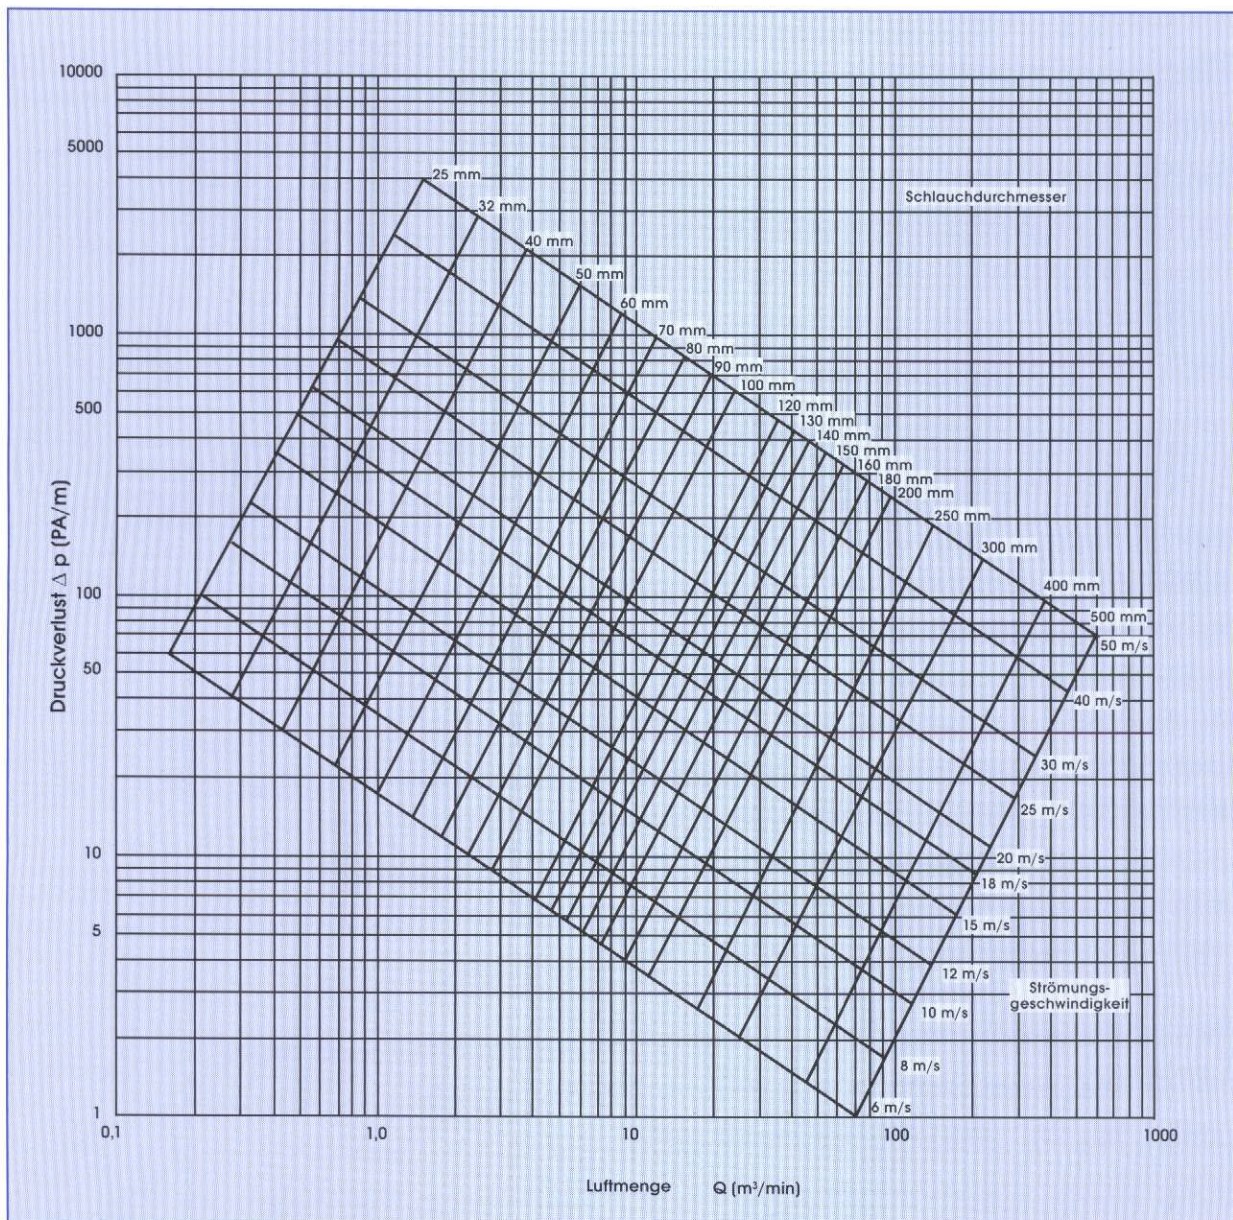 10000
5000
25 mm
Schlauchdurchmesser
32 mm
40 mm
50 mm
60 mm
1000
70 mm
80 mm
90 mm
100 mm
500
120 mm
130 mm
140 mm
150 mm
160 mm
180 mm
200 mm
250 mm
300 mm
Druckverlust Δ p (PA/m)
100
400 mm
500 mm
50 m/s
50
40 m/s
30 m/s
25 m/s
10
20 m/s
18 m/s
5
15 m/s
12 m/s
Strömungs-
geschwindigkeit
10 m/s
8 m/s
1
6 m/s
0,1
1,0
10
100
1000
Luftmenge Q (m³/min)